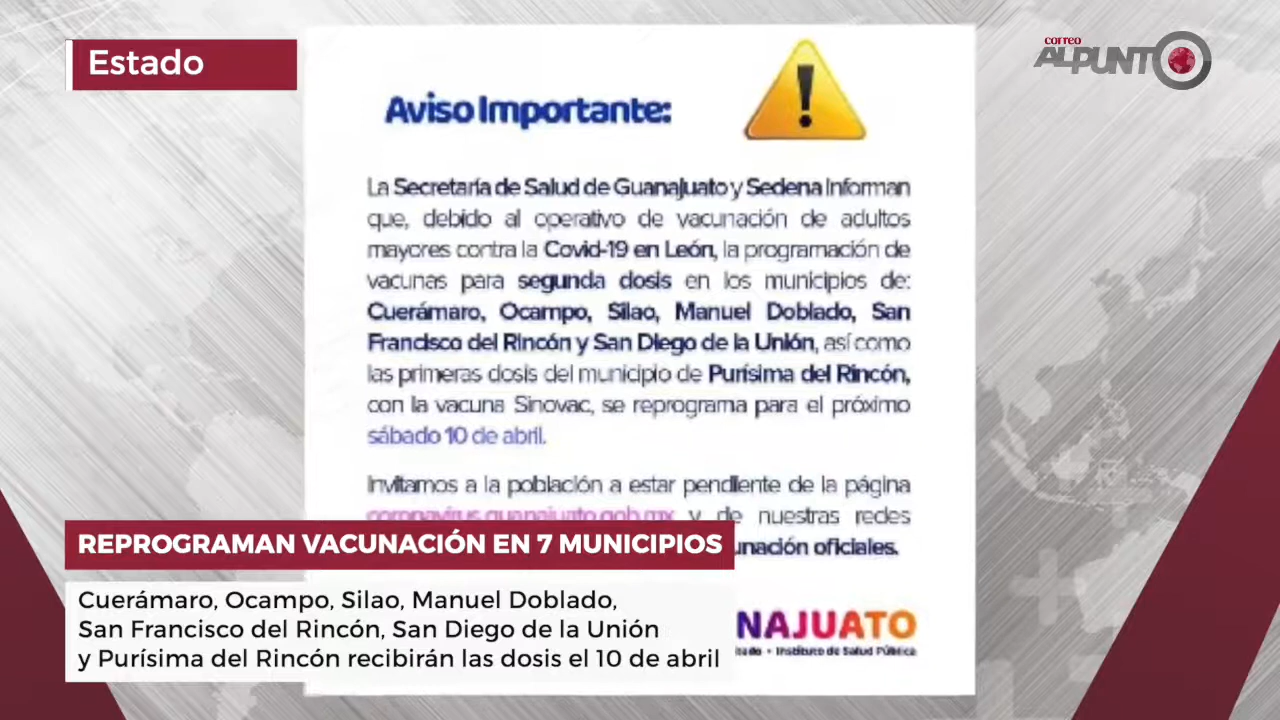 Estado
CORREO
ALPUNTO
Aviso Importante:
La Secretaría de Salud de Guanajuato y Sedena Informan
que, debido al operativo de vacunación de adultos
mayores contra la Covid-19 en León, la programación de
vacunas para segunda dosis en los municipios de:
Cuerámaro, Ocampo, Silao, Manuel Doblado, San
Francisco del Rincón y San Diego de la Unión, así como
las primeras dosis del municipio de Purísima del Rincón,
con la vacuna Sinovac, se reprograma para el próximo
sábado 10 de abril.
Invitamos a la población a estar pendiente de la página
coronavirus.guanajuato.gob.mx y de nuestras redes
oficiales.
REPROGRAMAN VACUNACIÓN EN 7 MUNICIPIOS
Cuerámaro, Ocampo, Silao, Manuel Doblado,
San Francisco del Rincón, San Diego de la Unión
y Purísima del Rincón recibirán las dosis el 10 de abril
NAJUATO
• Instituto de Salud Pública